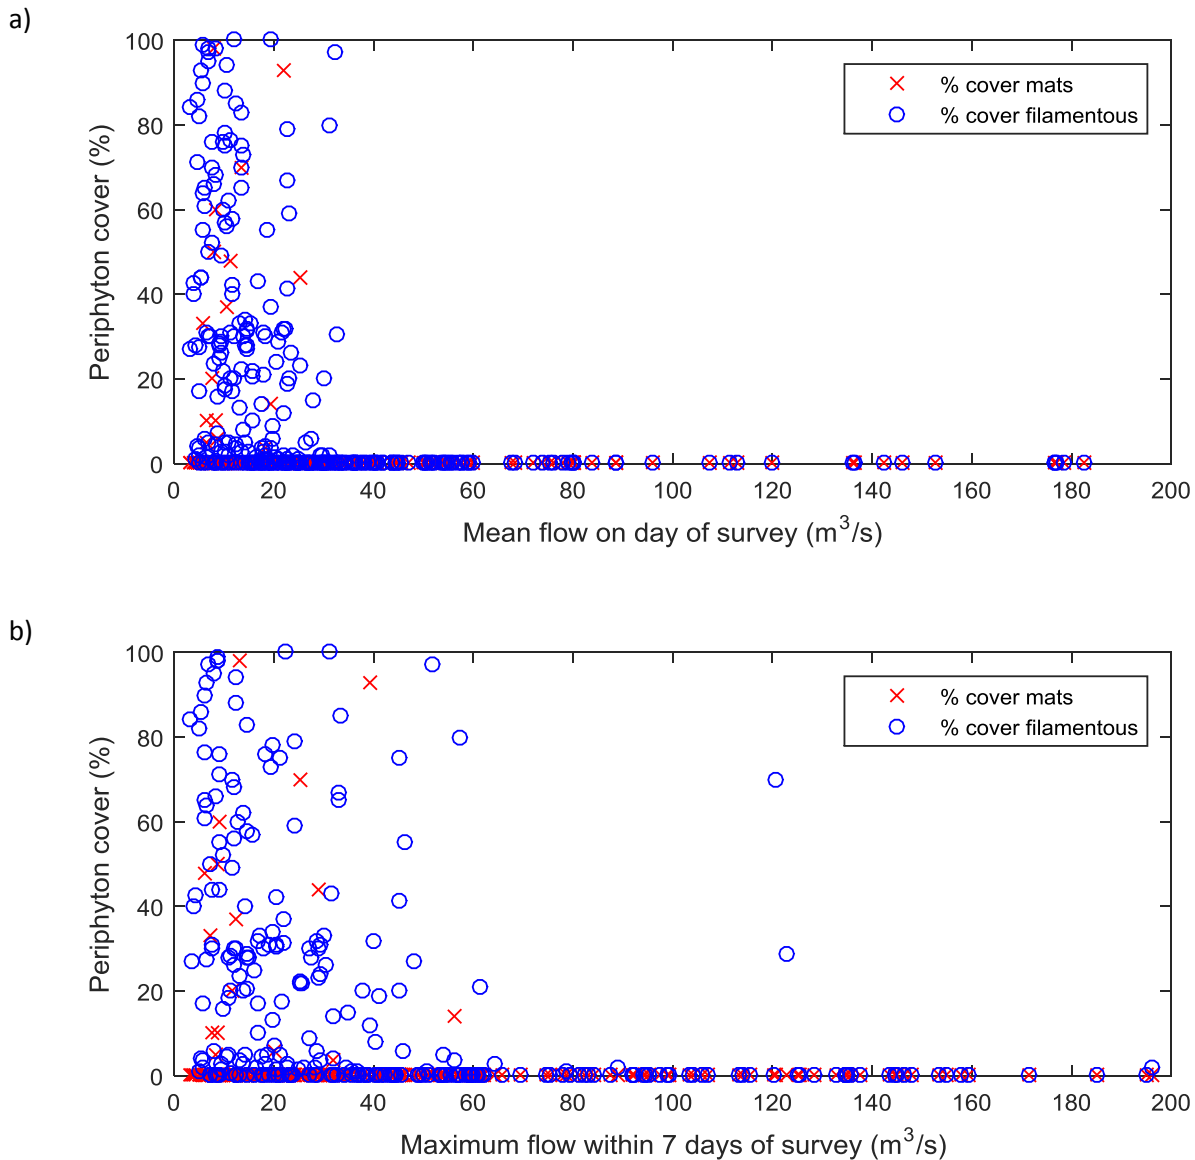 a)
100
80
60
40
20
0
Periphyton cover (%)
% cover mats
% cover filamentous
0 20 40 60 80 100 120 140 160 180 200
Mean flow on day of survey (m³/s)
b)
100
80
60
40
20
0
Periphyton cover (%)
% cover mats
% cover filamentous
0 20 40 60 80 100 120 140 160 180 200
Maximum flow within 7 days of survey (m³/s)